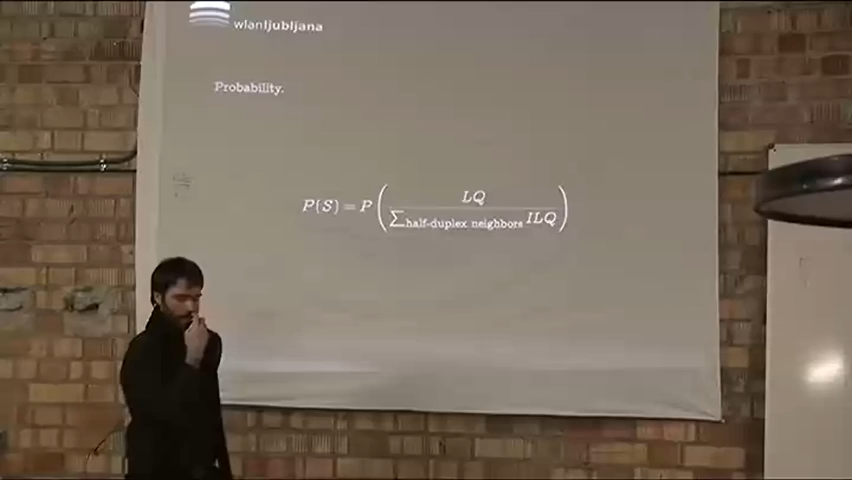 wlanljubljana
Probability.
P(S) = P ( LQ / ∑half-duplex neighbors ILQ )